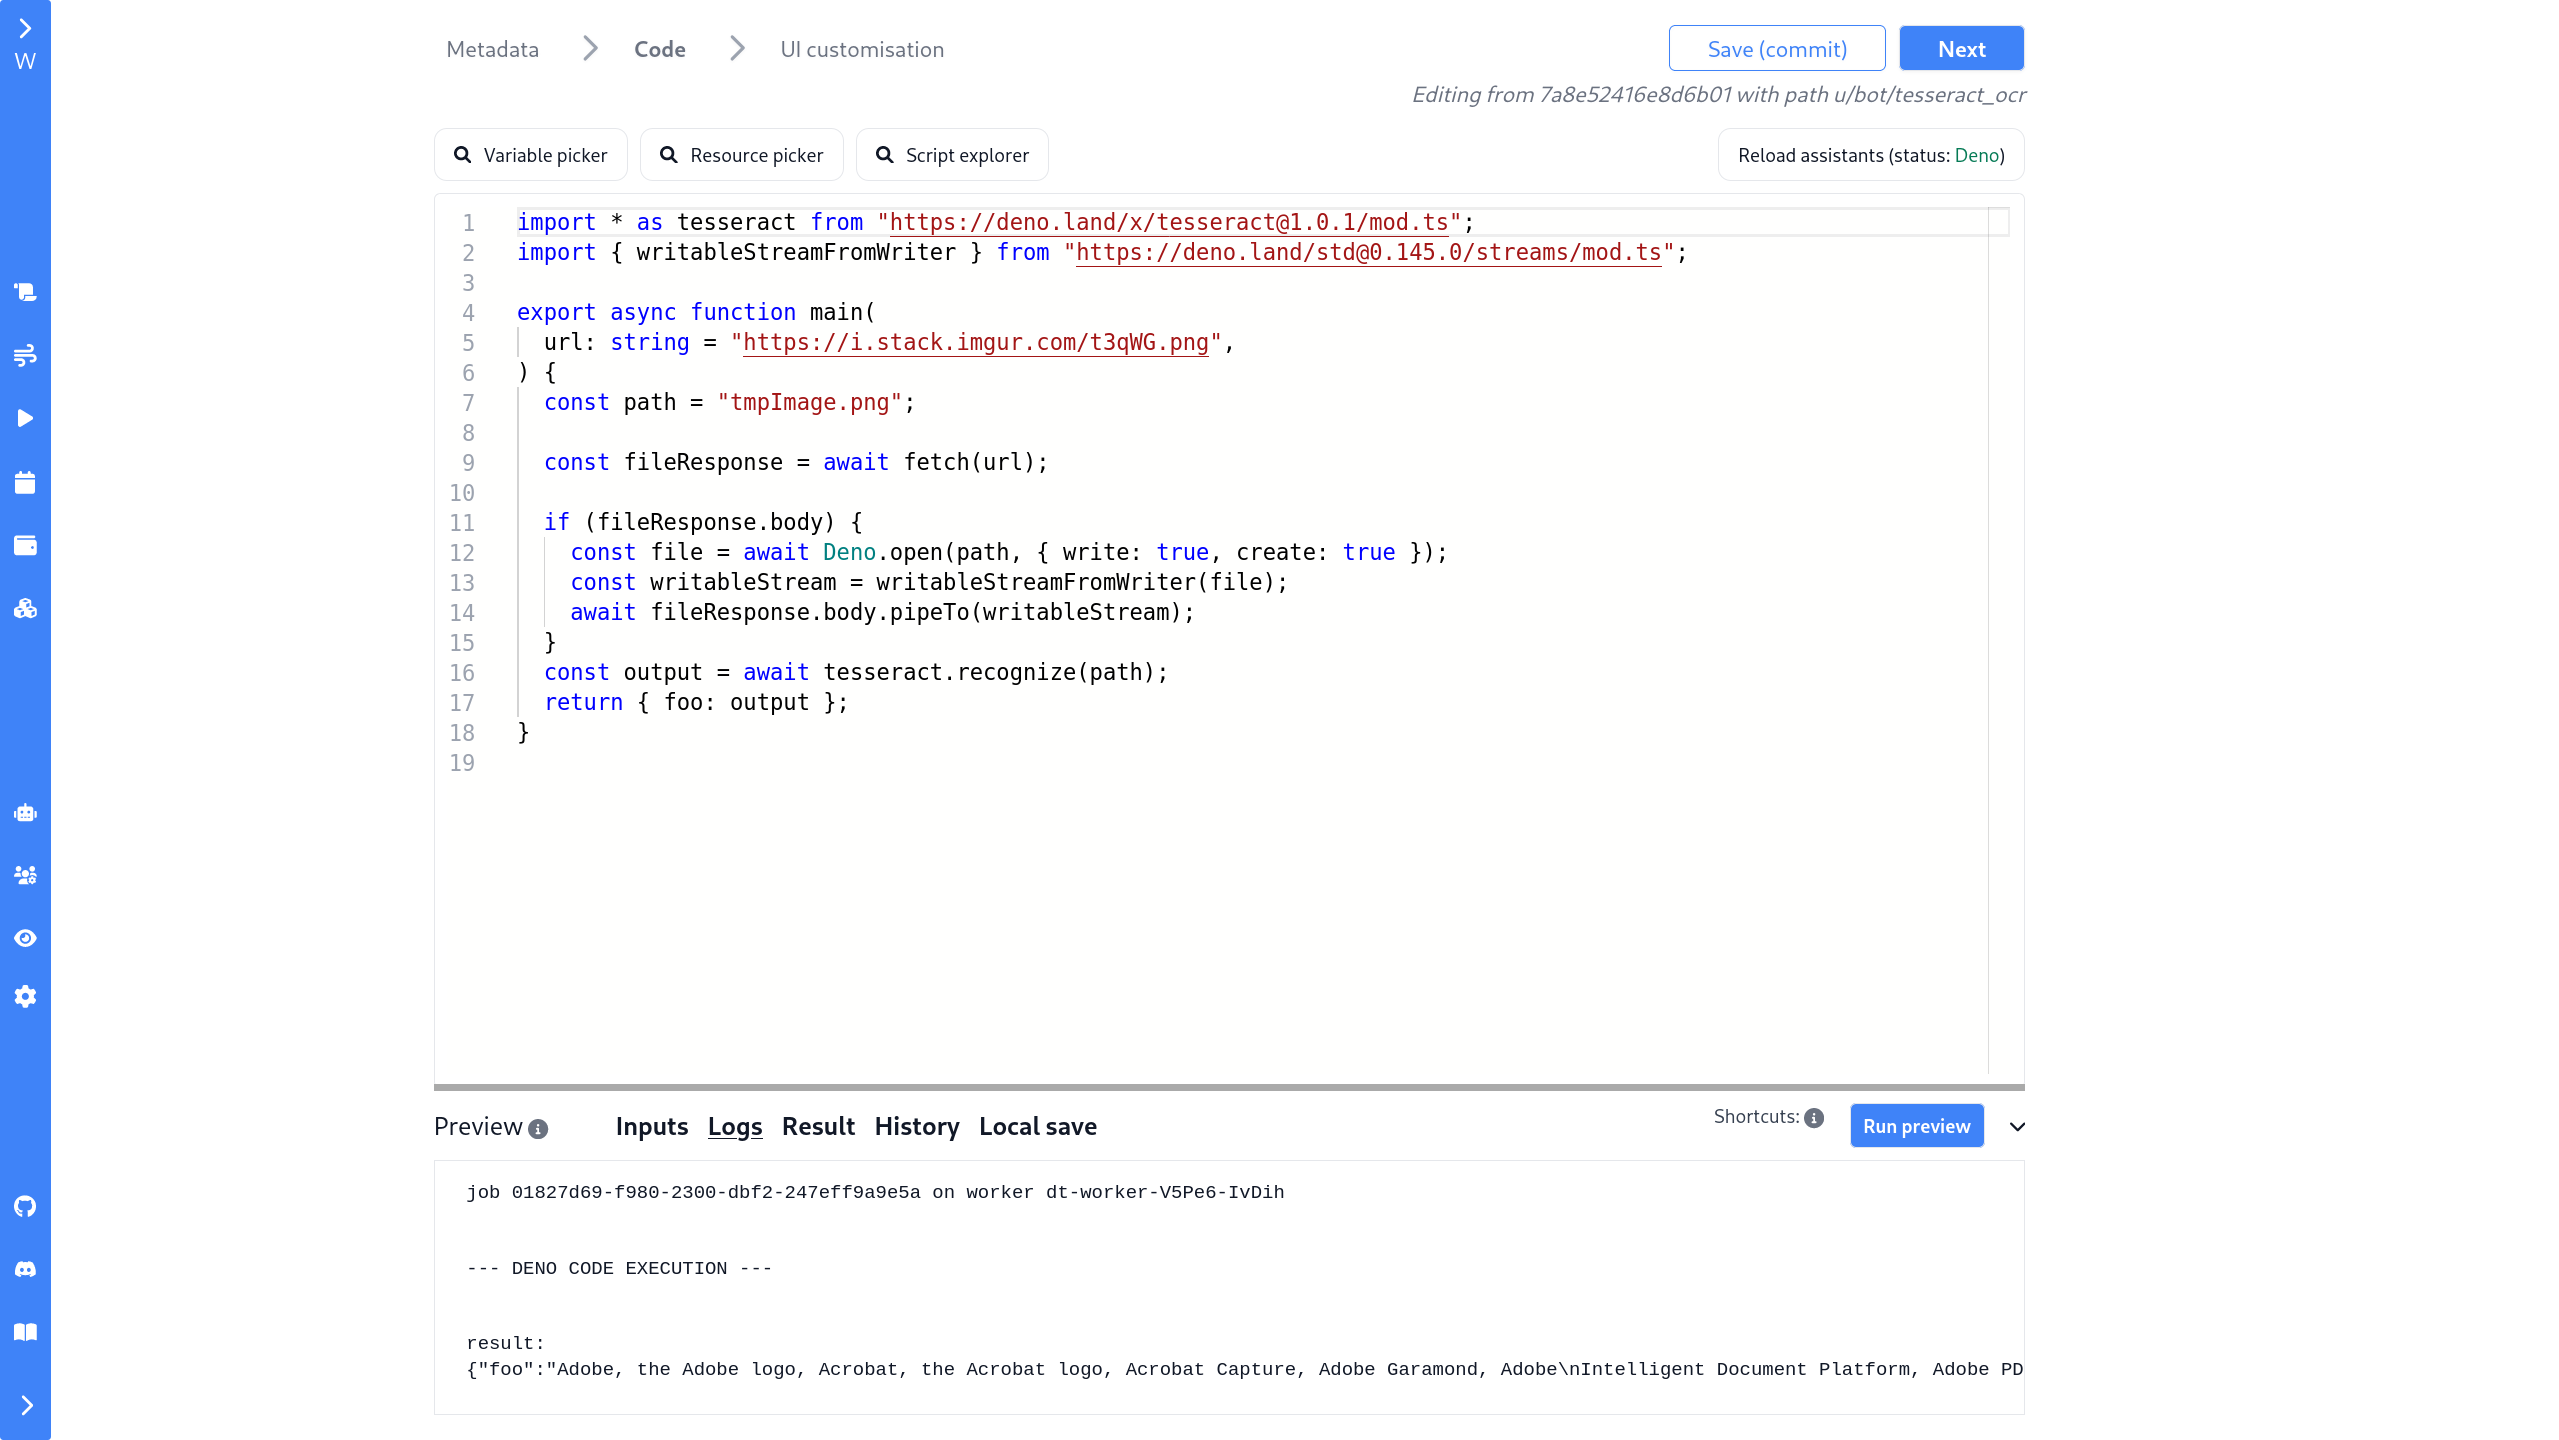 W
Metadata
Code
UI customisation
Save (commit)
Next
Editing from 7a8e52416e8d6b01 with path u/bot/tesseract_ocr
Variable picker
Resource picker
Script explorer
Reload assistants (status: Deno)
1 import * as tesseract from "https://deno.land/x/tesseract@1.0.1/mod.ts";
2 import { writableStreamFromWriter } from "https://deno.land/std@0.145.0/streams/mod.ts";
3
4 export async function main(
5   url: string = "https://i.stack.imgur.com/t3qWG.png",
6 ) {
7   const path = "tmpImage.png";
8
9   const fileResponse = await fetch(url);
10
11   if (fileResponse.body) {
12     const file = await Deno.open(path, { write: true, create: true });
13     const writableStream = writableStreamFromWriter(file);
14     await fileResponse.body.pipeTo(writableStream);
15   }
16   const output = await tesseract.recognize(path);
17   return { foo: output };
18 }
19
Preview
Inputs
Logs
Result
History
Local save
Shortcuts:
Run preview
job 01827d69-f980-2300-dbf2-247eff9a9e5a on worker dt-worker-V5Pe6-IvDih
--- DENO CODE EXECUTION ---
result:
{"foo":"Adobe, the Adobe logo, Acrobat, the Acrobat logo, Acrobat Capture, Adobe Garamond, Adobe\nIntelligent Document Platform, Adobe PD